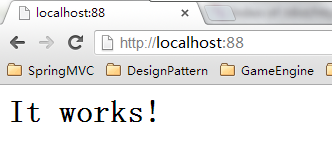 localhost:88
http://localhost:88
SpringMVC DesignPattern GameEngine
It works!